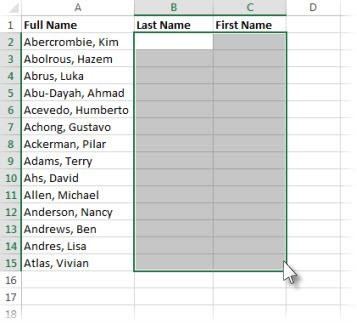 A B C D
1 Full Name Last Name First Name
2 Abercrombie, Kim
3 Abolrous, Hazem
4 Abrus, Luka
5 Abu-Dayah, Ahmad
6 Acevedo, Humberto
7 Achong, Gustavo
8 Ackerman, Pilar
9 Adams, Terry
10 Ahs, David
11 Allen, Michael
12 Anderson, Nancy
13 Andrews, Ben
14 Andres, Lisa
15 Atlas, Vivian
16
17
18